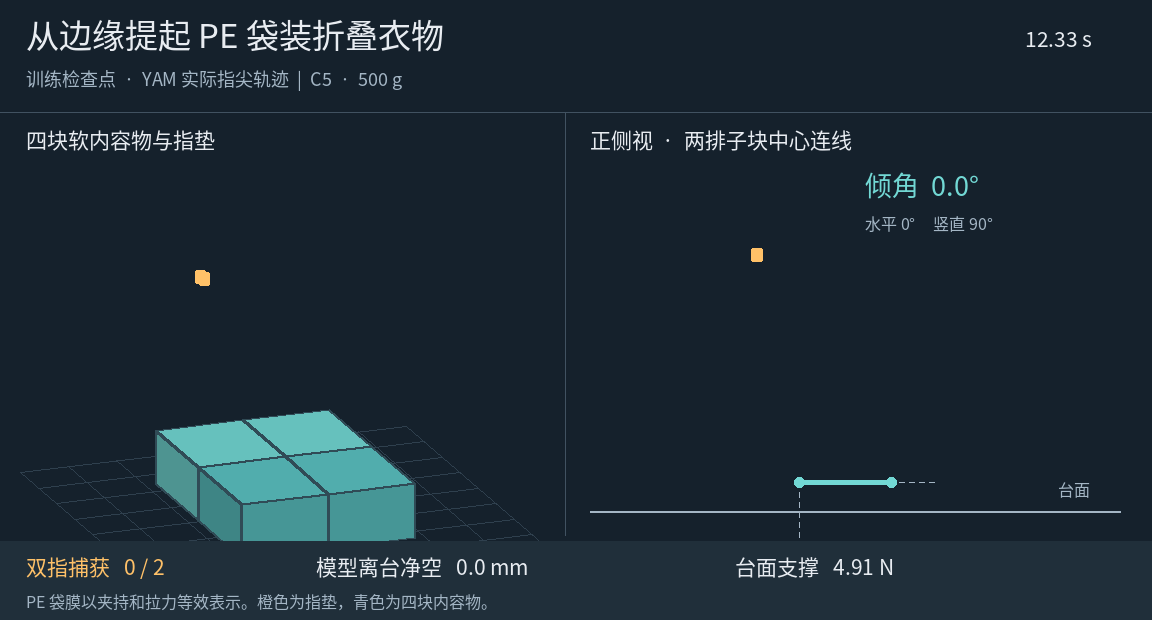 从边缘提起 PE 袋装折叠衣物
12.33 s
训练检查点 · YAM 实际指尖轨迹 | C5 · 500 g
四块软内容物与指垫
正侧视 · 两排子块中心连线
倾角 0.0°
水平 0° 竖直 90°
台面
双指捕获 0 / 2
模型离台净空 0.0 mm
台面支撑 4.91 N
PE 袋膜以夹持和拉力等效表示。橙色为指垫，青色为四块内容物。